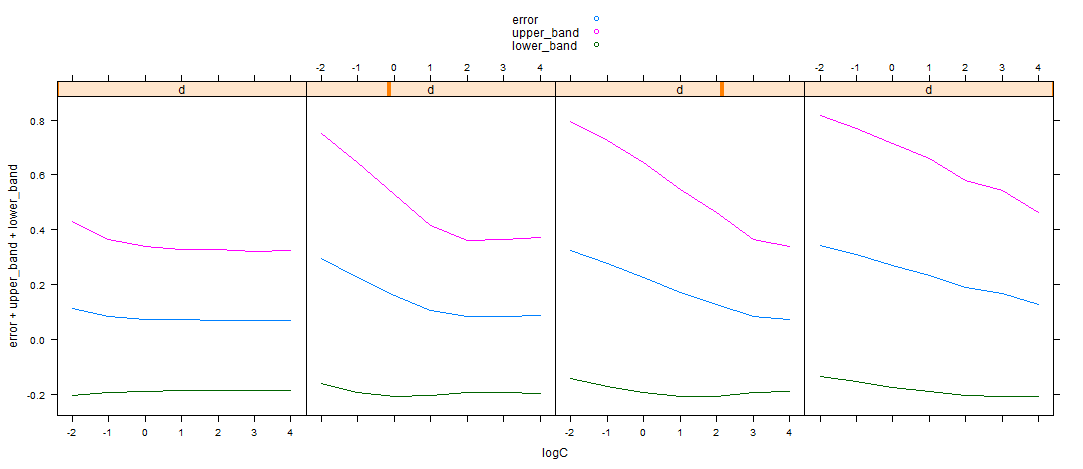 error
upper_band
lower_band
-2 -1 0 1 2 3 4 -2 -1 0 1 2 3 4
d d d d
error + upper_band + lower_band
0.8
0.6
0.4
0.2
0.0
-0.2
-2 -1 0 1 2 3 4 -2 -1 0 1 2 3 4
logC